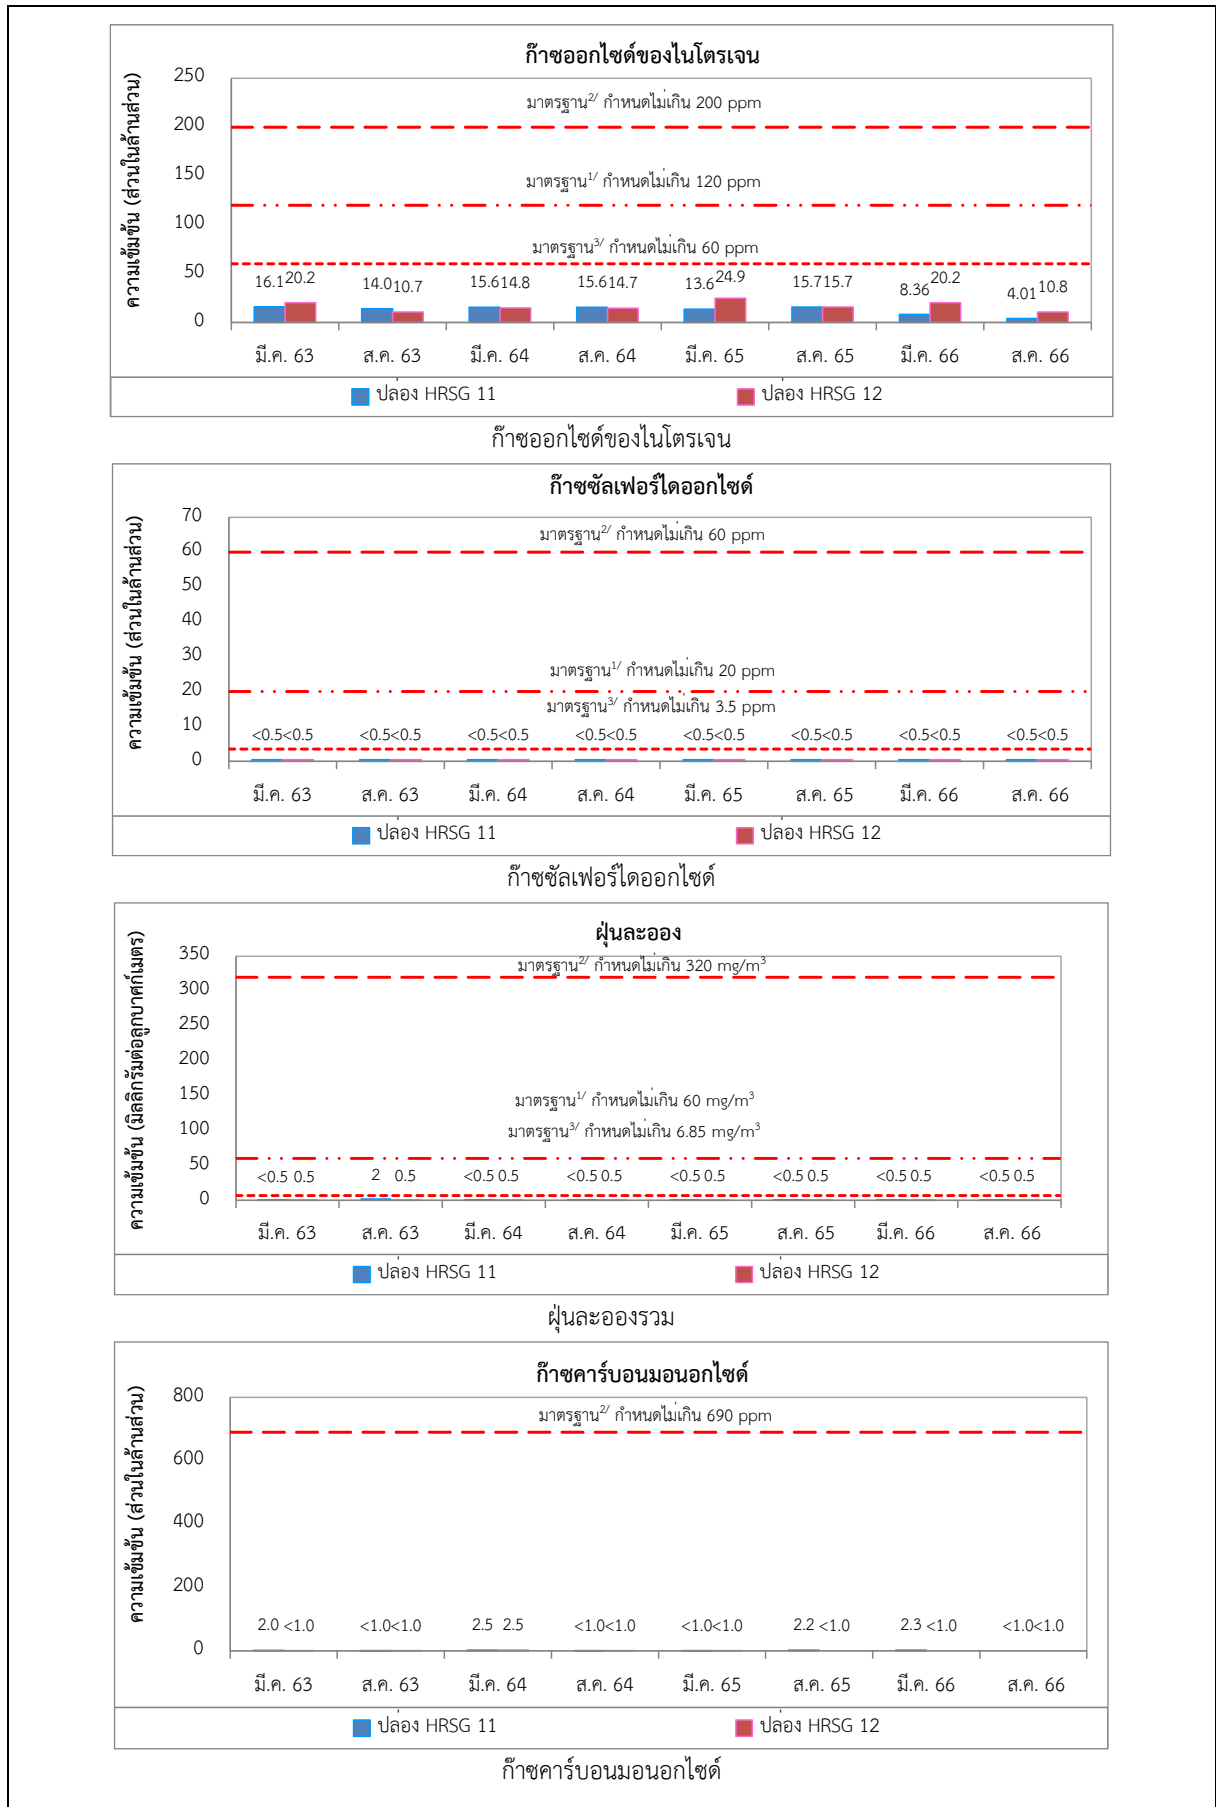 ก๊าซออกไซด์ของไนโตรเจน
ความเข้มข้น (ส่วนในล้านส่วน)
250
200
150
100
50
0
มาตรฐาน2/ กำหนดไม่เกิน 200 ppm
มาตรฐาน1/ กำหนดไม่เกิน 120 ppm
มาตรฐาน3/ กำหนดไม่เกิน 60 ppm
16.1 20.2 14.0 10.7 15.6 14.8 15.6 14.7 13.6 24.9 15.7 15.7 8.36 20.2 4.01 10.8
มี.ค. 63 ส.ค. 63 มี.ค. 64 ส.ค. 64 มี.ค. 65 ส.ค. 65 มี.ค. 66 ส.ค. 66
ปล่อง HRSG 11 ปล่อง HRSG 12
ก๊าซออกไซด์ของไนโตรเจน
ก๊าซซัลเฟอร์ไดออกไซด์
ความเข้มข้น (ส่วนในล้านส่วน)
70
60
50
40
30
20
10
0
มาตรฐาน2/ กำหนดไม่เกิน 60 ppm
มาตรฐาน1/ กำหนดไม่เกิน 20 ppm
มาตรฐาน3/ กำหนดไม่เกิน 3.5 ppm
<0.5 <0.5 <0.5 <0.5 <0.5 <0.5 <0.5 <0.5 <0.5 <0.5 <0.5 <0.5 <0.5 <0.5 <0.5 <0.5
มี.ค. 63 ส.ค. 63 มี.ค. 64 ส.ค. 64 มี.ค. 65 ส.ค. 65 มี.ค. 66 ส.ค. 66
ปล่อง HRSG 11 ปล่อง HRSG 12
ก๊าซซัลเฟอร์ไดออกไซด์
ฝุ่นละออง
ความเข้มข้น (มิลลิกรัมต่อลูกบาศก์เมตร)
350
300
250
200
150
100
50
0
มาตรฐาน2/ กำหนดไม่เกิน 320 mg/m3
มาตรฐาน1/ กำหนดไม่เกิน 60 mg/m3
มาตรฐาน3/ กำหนดไม่เกิน 6.85 mg/m3
<0.5 0.5 2 0.5 <0.5 0.5 <0.5 0.5 <0.5 0.5 <0.5 0.5 <0.5 0.5 <0.5 0.5
มี.ค. 63 ส.ค. 63 มี.ค. 64 ส.ค. 64 มี.ค. 65 ส.ค. 65 มี.ค. 66 ส.ค. 66
ปล่อง HRSG 11 ปล่อง HRSG 12
ฝุ่นละอองรวม
ก๊าซคาร์บอนมอนอกไซด์
ความเข้มข้น (ส่วนในล้านส่วน)
800
600
400
200
0
มาตรฐาน2/ กำหนดไม่เกิน 690 ppm
2.0 <1.0 <1.0 <1.0 2.5 2.5 <1.0 <1.0 <1.0 <1.0 2.2 <1.0 2.3 <1.0 <1.0 <1.0
มี.ค. 63 ส.ค. 63 มี.ค. 64 ส.ค. 64 มี.ค. 65 ส.ค. 65 มี.ค. 66 ส.ค. 66
ปล่อง HRSG 11 ปล่อง HRSG 12
ก๊าซคาร์บอนมอนอกไซด์